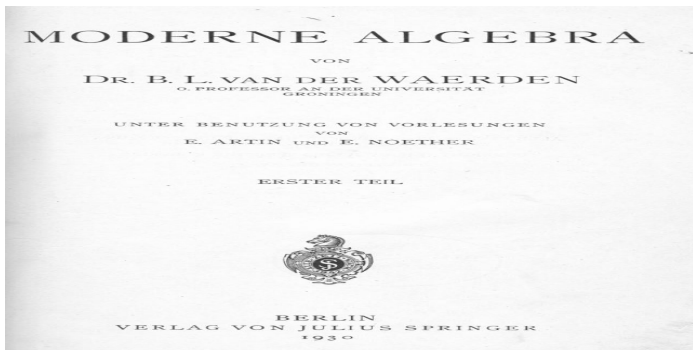 MODERNE ALGEBRA
VON
DR. B. L. VAN DER WAERDEN
O. PROFESSOR AN DER UNIVERSITÄT
GRONINGEN
UNTER BENUTZUNG VON VORLESUNGEN
VON
E. ARTIN UND E. NOETHER
ERSTER TEIL
BERLIN
VERLAG VON JULIUS SPRINGER
1930